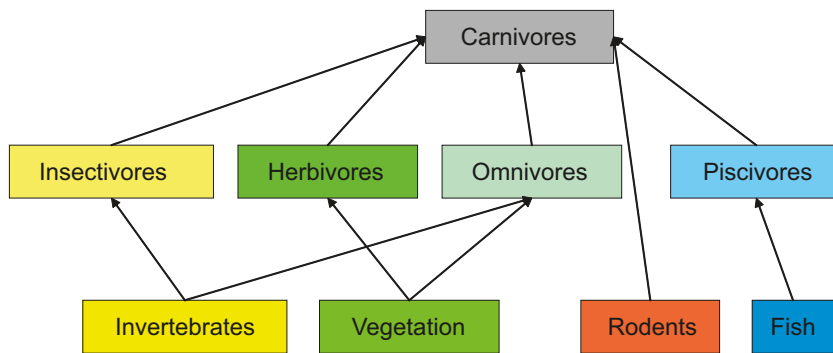 Carnivores
Insectivores
Herbivores
Omnivores
Piscivores
Invertebrates
Vegetation
Rodents
Fish